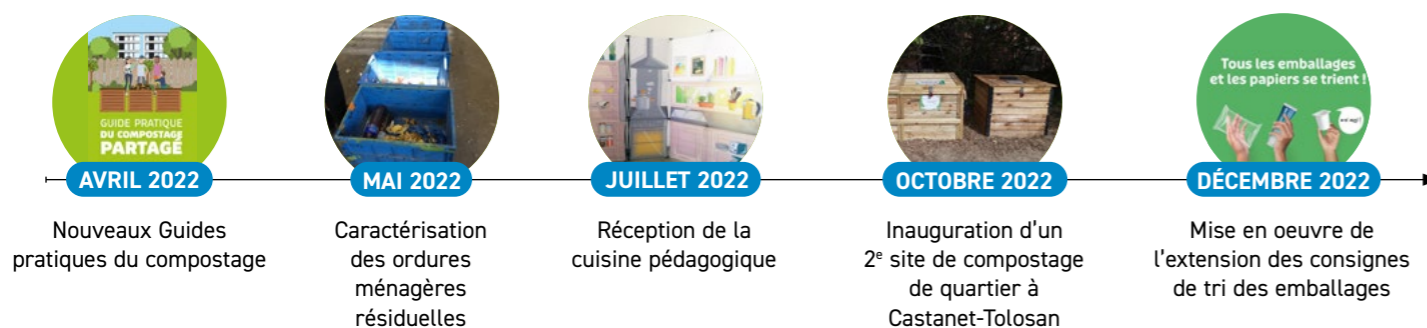 GUIDE PRATIQUE
DU COMPOSTAGE
PARTAGÉ
AVRIL 2022
Nouveaux Guides
pratiques du compostage
MAI 2022
Caractérisation
des ordures
ménagères
résiduelles
JUILLET 2022
Réception de la
cuisine pédagogique
OCTOBRE 2022
Inauguration d'un
2e site de compostage
de quartier à
Castanet-Tolosan
Tous les emballages
et les papiers se trient !
DÉCEMBRE 2022
Mise en oeuvre de
l'extension des consignes
de tri des emballages